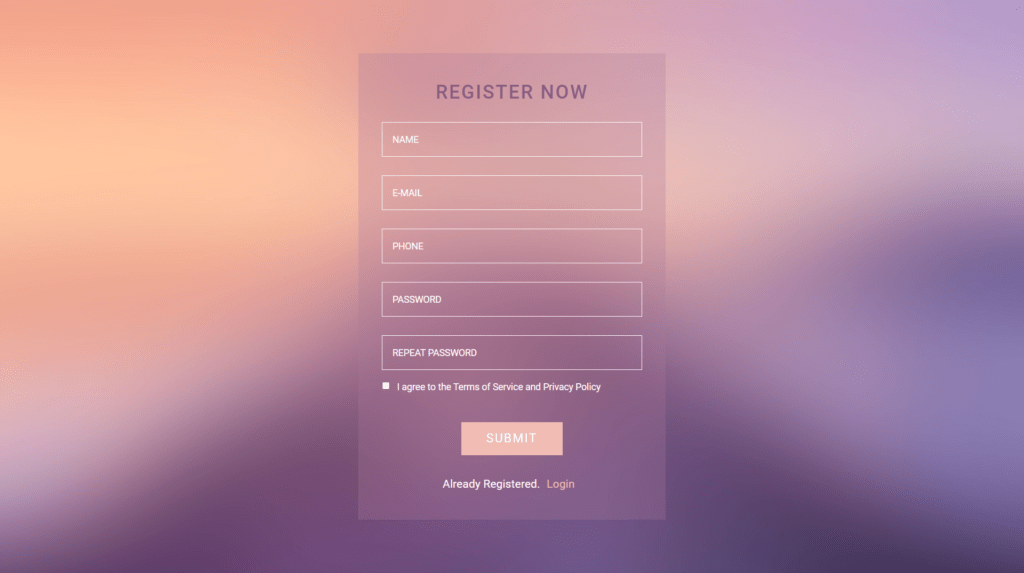 REGISTER NOW
NAME
E-MAIL
PHONE
PASSWORD
REPEAT PASSWORD
I agree to the Terms of Service and Privacy Policy
SUBMIT
Already Registered. Login